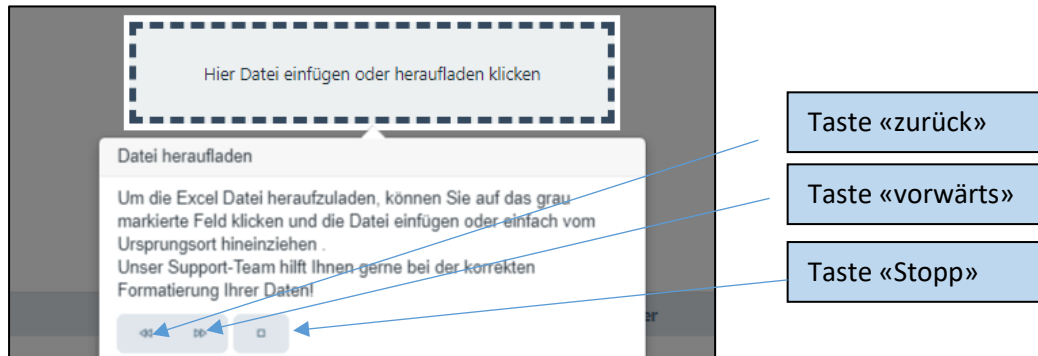 Hier Datei einfügen oder heraufladen klicken
Datei heraufladen
Um die Excel Datei heraufzuladen, können Sie auf das grau
markierte Feld klicken und die Datei einfügen oder einfach vom
Ursprungsort hineinziehen .
Unser Support-Team hilft Ihnen gerne bei der korrekten
Formatierung Ihrer Daten!
er
Taste «zurück»
Taste «vorwärts»
Taste «Stopp»